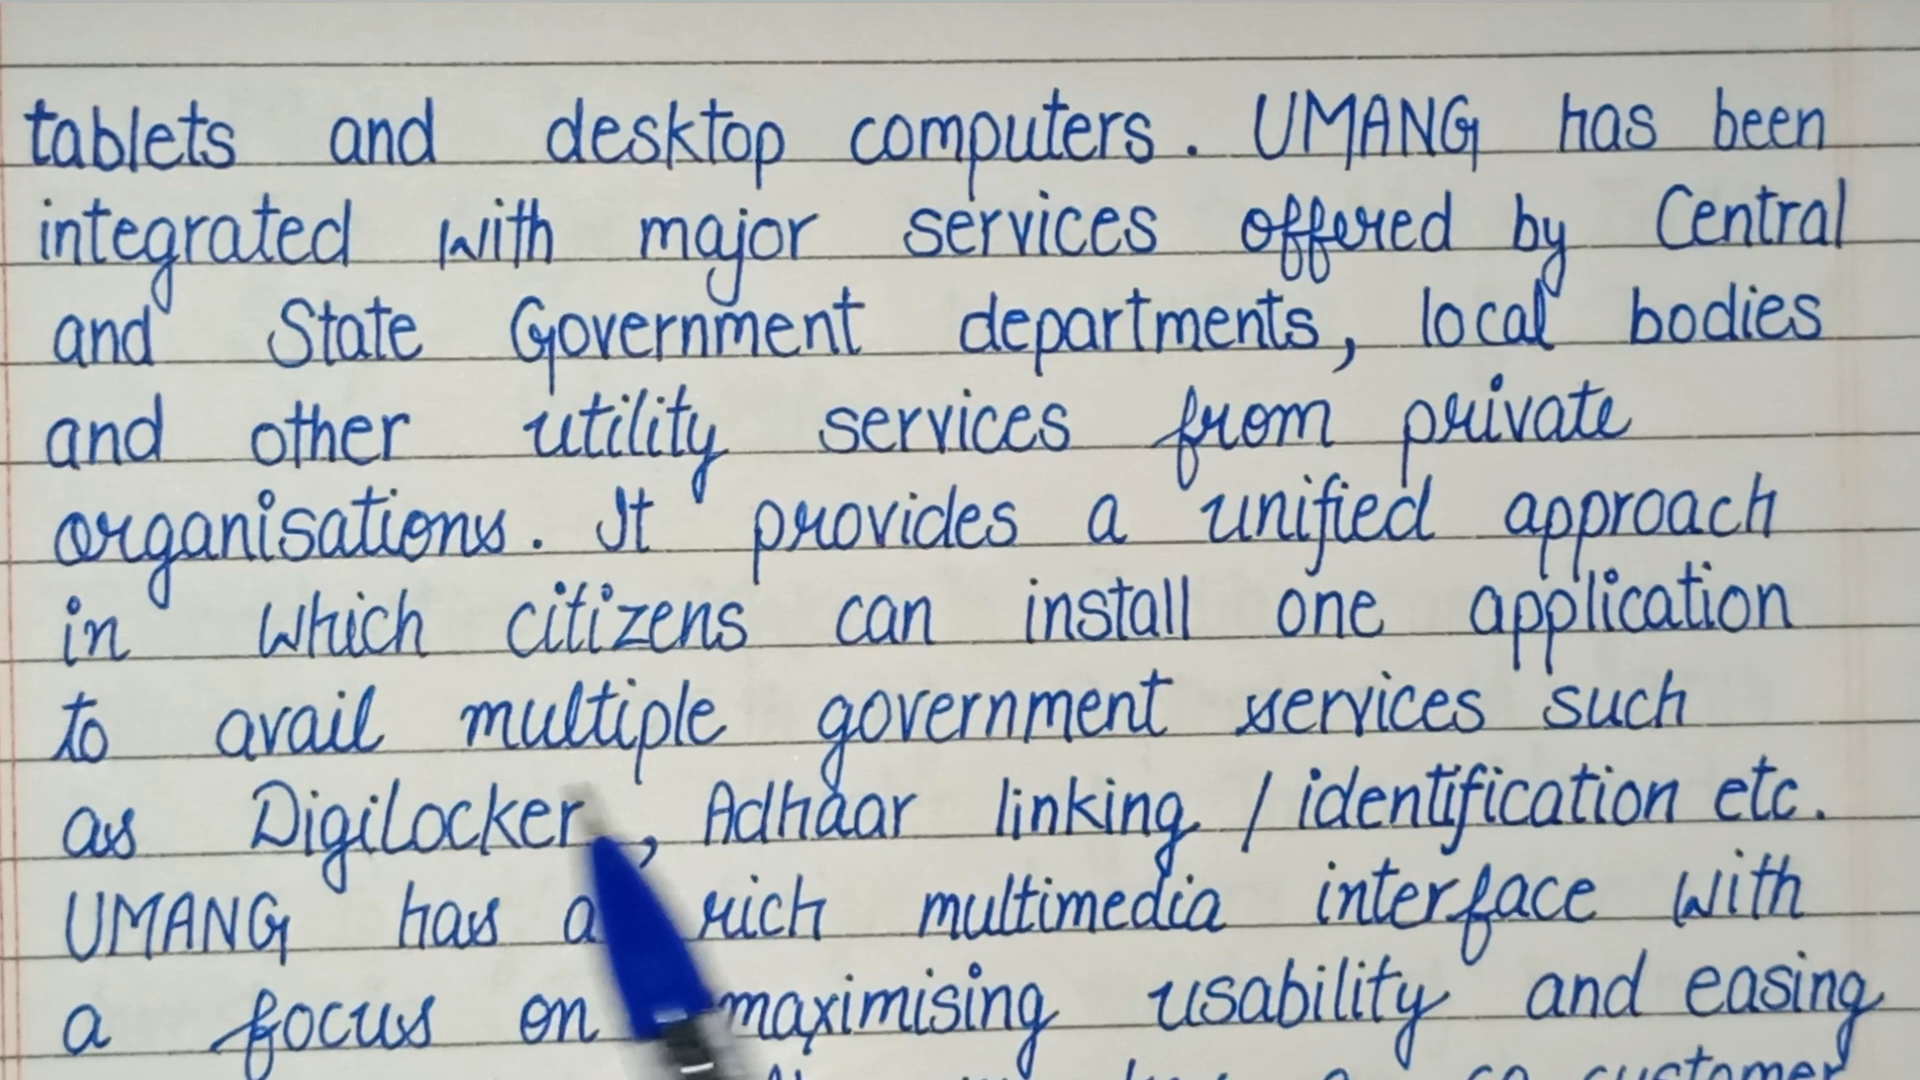 tablets and desktop computers. UMANG has been
integrated with major services offered by Central
and State Government departments, local bodies
and other utility services from private
organisations. It provides a unified approach
in which citizens can install one application
to avail multiple government services such
as Digilocker, Adhaar linking / identification etc.
UMANG has a rich multimedia interface with
a focus on maximising usability and easing
customer